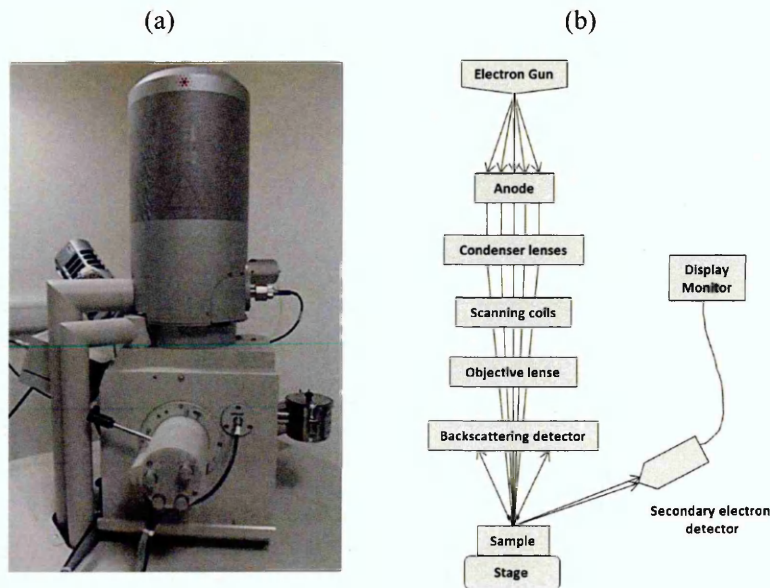 (a)
(b)
*
Electron Gun
Anode
Condenser lenses
Scanning coils
Objective lense
Backscattering detector
Sample
Stage
Display
Monitor
Secondary electron
detector